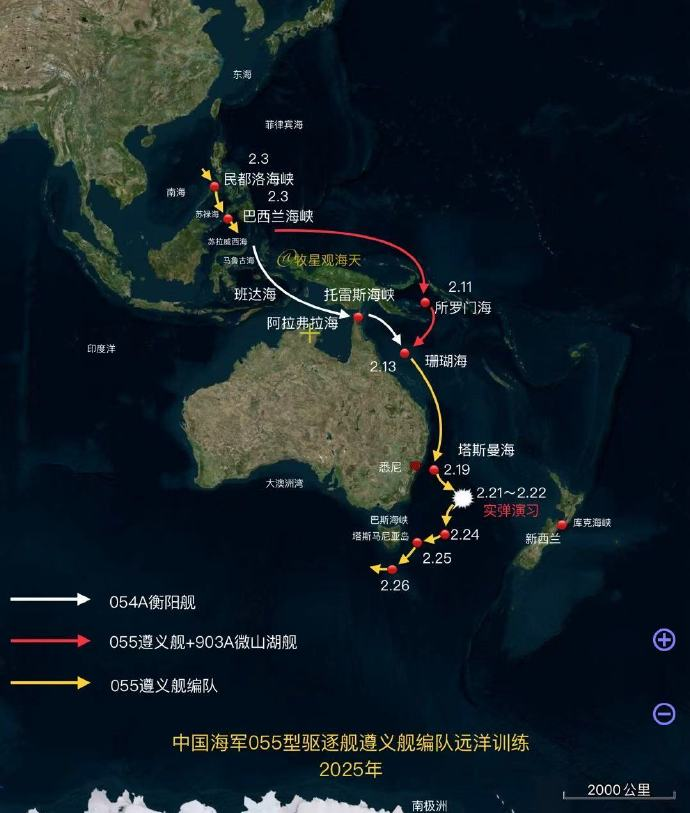 东海
菲律宾海
2.3
民都洛海峡
南海
2.3
苏禄海
巴西兰海峡
苏拉威西海
马鲁古海
@牧星观海天
2.11
班达海
托雷斯海峡
所罗门海
阿拉弗拉海
印度洋
2.13
珊瑚海
塔斯曼海
悉尼
2.19
大澳洲湾
2.21～2.22
实弹演习
巴斯海峡
库克海峡
塔斯马尼亚岛
2.24
新西兰
2.25
2.26
054A衡阳舰
055遵义舰+903A微山湖舰
055遵义舰编队
中国海军055型驱逐舰遵义舰编队远洋训练
2025年
2000公里
南极洲